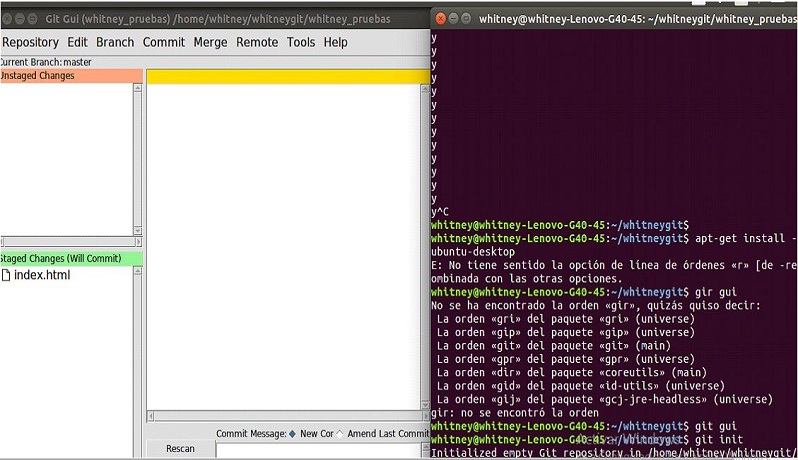 Git Gui (whitney_pruebas) /home/whitney/whitneygit/whitney_pruebas
Repository Edit Branch Commit Merge Remote Tools Help
Current Branch: master
Unstaged Changes
Staged Changes (Will Commit)
index.html
Commit Message: New Cor Amend Last Commit
Rescan
whitney@whitney-Lenovo-G40-45: ~/whitneygit/whitney_pruebas
y
y
y
y
y
y
y
y
y
y
y
y
y
y^C
whitney@whitney-Lenovo-G40-45:~/whitneygit$
whitney@whitney-Lenovo-G40-45:~/whitneygit$ apt-get install -
ubuntu-desktop
E: No tiene sentido la opción de línea de órdenes «r» [de -re
ombinada con las otras opciones.
whitney@whitney-Lenovo-G40-45:~/whitneygit$ gir gui
No se ha encontrado la orden «gir», quizás quiso decir:
La orden «gri» del paquete «gri» (universe)
La orden «gip» del paquete «gip» (universe)
La orden «git» del paquete «git» (main)
La orden «gpr» del paquete «gpr» (universe)
La orden «dir» del paquete «coreutils» (main)
La orden «gid» del paquete «id-utils» (universe)
La orden «gij» del paquete «gcj-jre-headless» (universe)
gir: no se encontró la orden
whitney@whitney-Lenovo-G40-45:~/whitneygit$ git gui
whitney@whitney-Lenovo-G40-45:~/whitneygit$ git init
Initialized empty Git repository in /home/whitney/whitneygit/